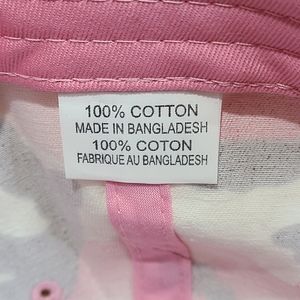 100% COTTON
MADE IN BANGLADESH
100% COTON
FABRIQUE AU BANGLADESH